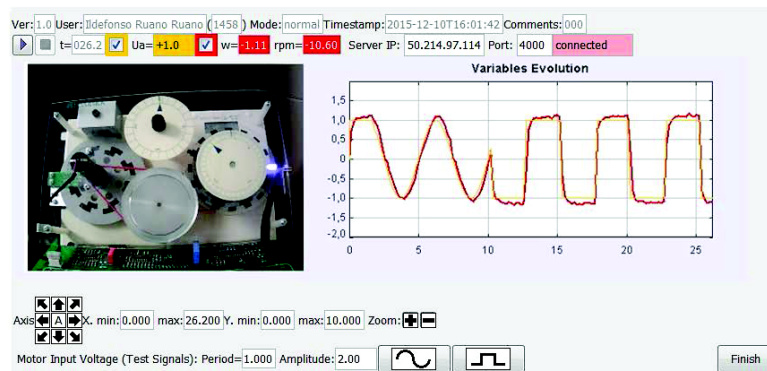 Ver: 1.0 User: Ildefonso Ruano Ruano (1458) Mode: normal Timestamp: 2015-12-10T16:01:42 Comments: 000
t= 026.2 Ua= +1.0 w= -1.11 rpm= -10.60 Server IP: 50.214.97.114 Port: 4000 connected
Variables Evolution
1,5
1,0
0,5
0
-0,5
-1,0
-1,5
-2,0
0 5 10 15 20 25
Axis A X. min: 0.000 max: 26.200 Y. min: 0.000 max: 10.000 Zoom:
Motor Input Voltage (Test Signals): Period= 1.000 Amplitude: 2.00 Finish